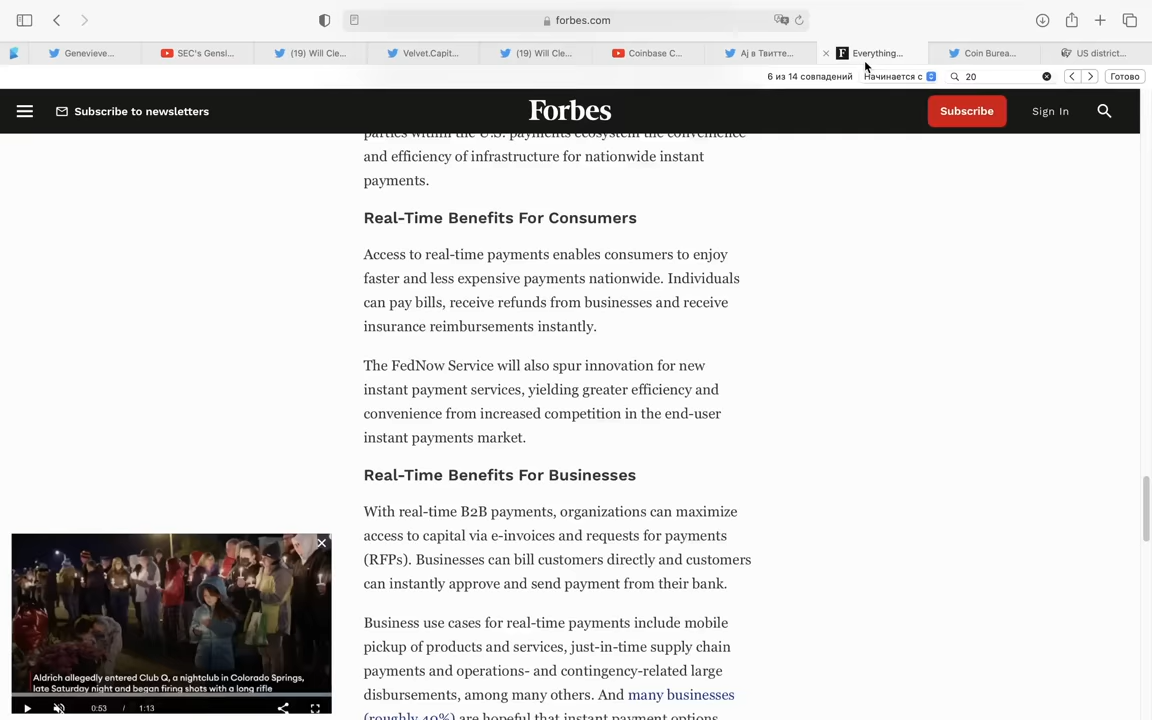 forbes.com
Genevieve...
SEC's Gensl...
(19) Will Cle...
Velvet.Capit...
(19) Will Cle...
Coinbase C...
Aj в Твитте...
Everything...
Coin Burea...
US district...
6 из 14 совпадений
Начинается с
20
Готово
Subscribe to newsletters
Forbes
Subscribe
Sign In
parties within the U.S. payments ecosystem the convenience
and efficiency of infrastructure for nationwide instant
payments.
Real-Time Benefits For Consumers
Access to real-time payments enables consumers to enjoy
faster and less expensive payments nationwide. Individuals
can pay bills, receive refunds from businesses and receive
insurance reimbursements instantly.
The FedNow Service will also spur innovation for new
instant payment services, yielding greater efficiency and
convenience from increased competition in the end-user
instant payments market.
Real-Time Benefits For Businesses
With real-time B2B payments, organizations can maximize
access to capital via e-invoices and requests for payments
(RFPs). Businesses can bill customers directly and customers
can instantly approve and send payment from their bank.
Business use cases for real-time payments include mobile
pickup of products and services, just-in-time supply chain
payments and operations- and contingency-related large
disbursements, among many others. And many businesses
(roughly 40%) are hopeful that instant payment options
Aldrich allegedly entered Club Q, a nightclub in Colorado Springs,
late Saturday night and began firing shots with a long rifle
0:53 / 1:13